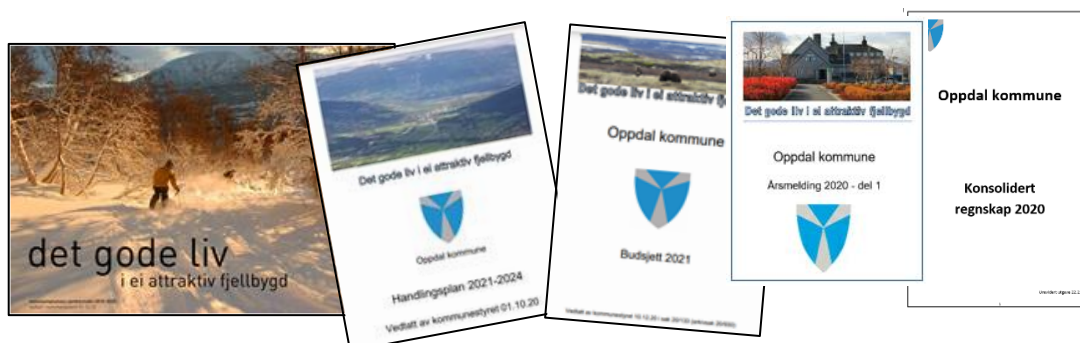 det gode liv
i ei attraktiv fjellbygd
Det gode liv i ei attraktiv fjellbygd
Oppdal kommune
Handlingsplan 2021-2024
Vedtatt av kommunestyret 01.10.20
Det gode liv i ei attraktiv fj
Oppdal kommune
Budsjett 2021
Det gode liv i ei attraktiv fjellbygd
Oppdal kommune
Årsmelding 2020 - del 1
Oppdal kommune
Konsolidert
regnskap 2020